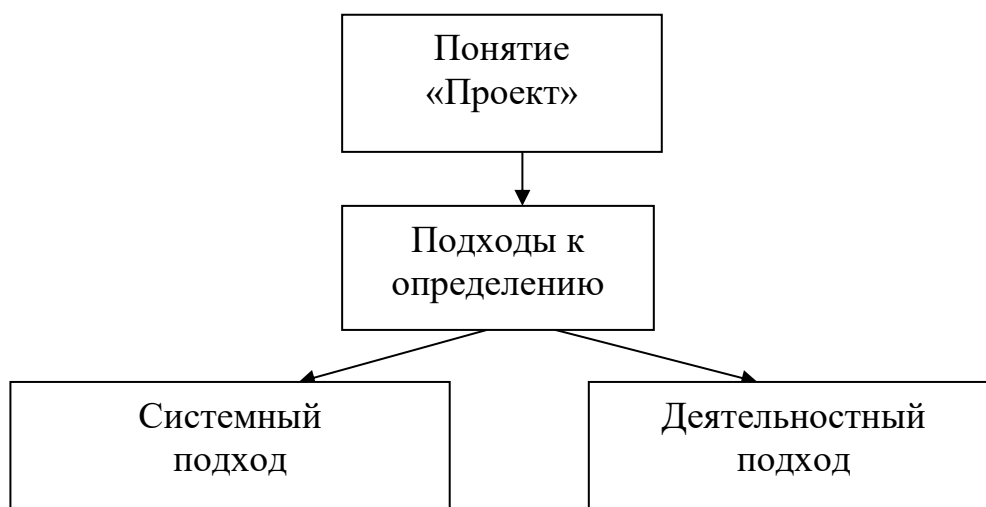 Понятие
«Проект»
Подходы к
определению
Системный
подход
Деятельностный
подход